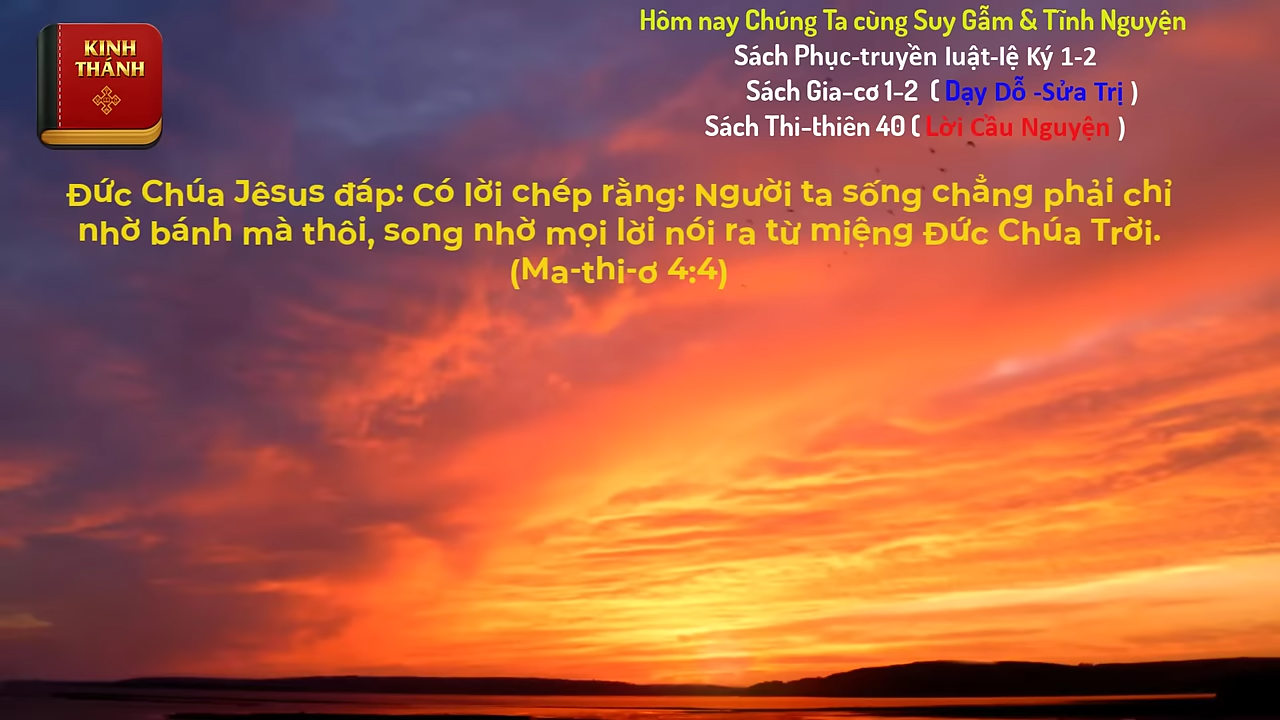 KINH
THÁNH
Hôm nay Chúng Ta cùng Suy Gẫm & Tĩnh Nguyện
Sách Phục-truyền luật-lệ Ký 1-2
Sách Gia-cơ 1-2 ( Dạy Dỗ -Sửa Trị )
Sách Thi-thiên 40 ( Lời Cầu Nguyện )
Đức Chúa Jêsus đáp: Có lời chép rằng: Người ta sống chẳng phải chỉ
nhờ bánh mà thôi, song nhờ mọi lời nói ra từ miệng Đức Chúa Trời.
(Ma-thi-ơ 4:4)